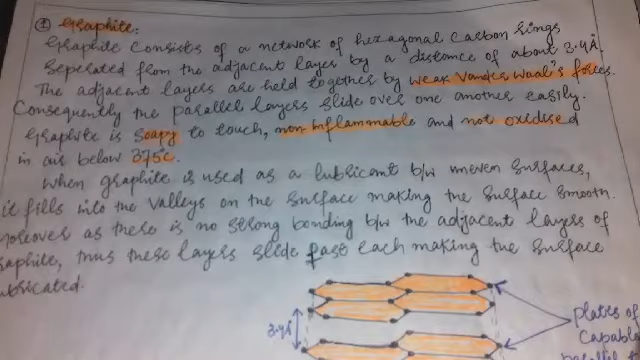 ① Graphite:
Graphite consists of a network of hexagonal carbon rings
seperated from the adjacent layer by a distance of about 3.4Å.
The adjacent layers are held together by weak Vander Waal's forces.
Consequently the parallel layers slide over one another easily.
Graphite is soapy to touch, non-inflammable and not oxidised
in air below 375c.
When graphite is used as a lubricant b/w uneven surfaces,
it fills into the valleys on the surface making the surface smooth.
Moreover as there is no strong bonding b/w the adjacent layers of
graphite, thus these layers slide past each making the surface
lubricated.
3.4Å
plates of
capable